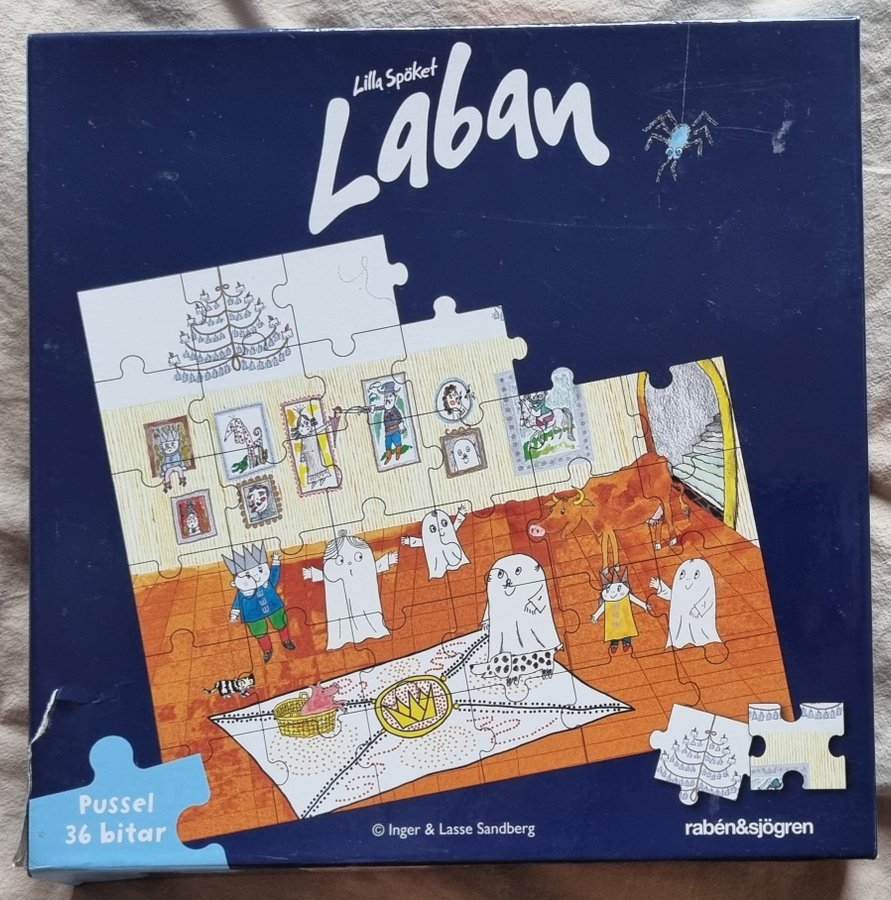 Lilla Spöket
Laban
Pussel
36 bitar
© Inger & Lasse Sandberg
rabén&sjögren